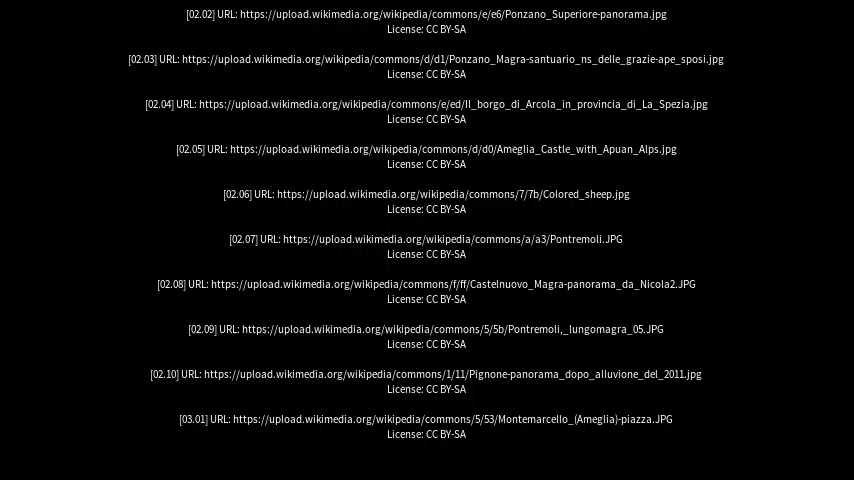 [02.02] URL: https://upload.wikimedia.org/wikipedia/commons/e/e6/Ponzano_Superiore-panorama.jpg
License: CC BY-SA
[02.03] URL: https://upload.wikimedia.org/wikipedia/commons/d/d1/Ponzano_Magra-santuario_ns_delle_grazie-ape_sposi.jpg
License: CC BY-SA
[02.04] URL: https://upload.wikimedia.org/wikipedia/commons/e/ed/Il_borgo_di_Arcola_in_provincia_di_La_Spezia.jpg
License: CC BY-SA
[02.05] URL: https://upload.wikimedia.org/wikipedia/commons/d/d0/Ameglia_Castle_with_Apuan_Alps.jpg
License: CC BY-SA
[02.06] URL: https://upload.wikimedia.org/wikipedia/commons/7/7b/Colored_sheep.jpg
License: CC BY-SA
[02.07] URL: https://upload.wikimedia.org/wikipedia/commons/a/a3/Pontremoli.JPG
License: CC BY-SA
[02.08] URL: https://upload.wikimedia.org/wikipedia/commons/f/ff/Castelnuovo_Magra-panorama_da_Nicola2.JPG
License: CC BY-SA
[02.09] URL: https://upload.wikimedia.org/wikipedia/commons/5/5b/Pontremoli,_lungomagra_05.JPG
License: CC BY-SA
[02.10] URL: https://upload.wikimedia.org/wikipedia/commons/1/11/Pignone-panorama_dopo_alluvione_del_2011.jpg
License: CC BY-SA
[03.01] URL: https://upload.wikimedia.org/wikipedia/commons/5/53/Montemarcello_(Ameglia)-piazza.JPG
License: CC BY-SA